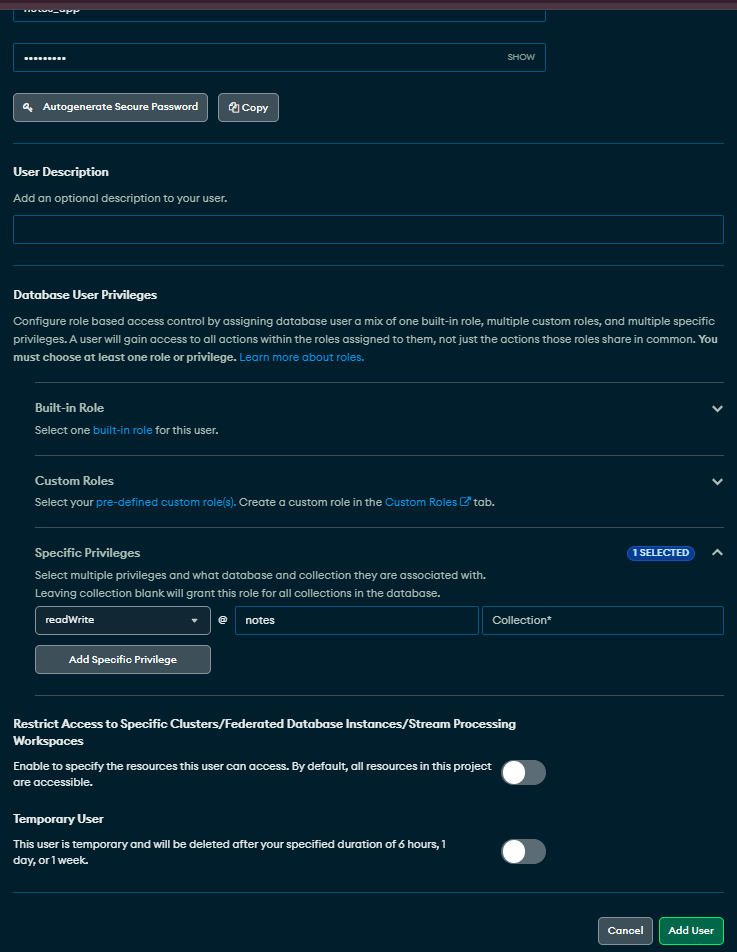 notes_app
•••••••••
SHOW
Autogenerate Secure Password
Copy
User Description
Add an optional description to your user.
Database User Privileges
Configure role based access control by assigning database user a mix of one built-in role, multiple custom roles, and multiple specific
privileges. A user will gain access to all actions within the roles assigned to them, not just the actions those roles share in common. You
must choose at least one role or privilege. Learn more about roles.
Built-in Role
Select one built-in role for this user.
Custom Roles
Select your pre-defined custom role(s). Create a custom role in the Custom Roles tab.
Specific Privileges
1 SELECTED
Select multiple privileges and what database and collection they are associated with.
Leaving collection blank will grant this role for all collections in the database.
readWrite @ notes Collection*
Add Specific Privilege
Restrict Access to Specific Clusters/Federated Database Instances/Stream Processing
Workspaces
Enable to specify the resources this user can access. By default, all resources in this project
are accessible.
Temporary User
This user is temporary and will be deleted after your specified duration of 6 hours, 1
day, or 1 week.
Cancel
Add User